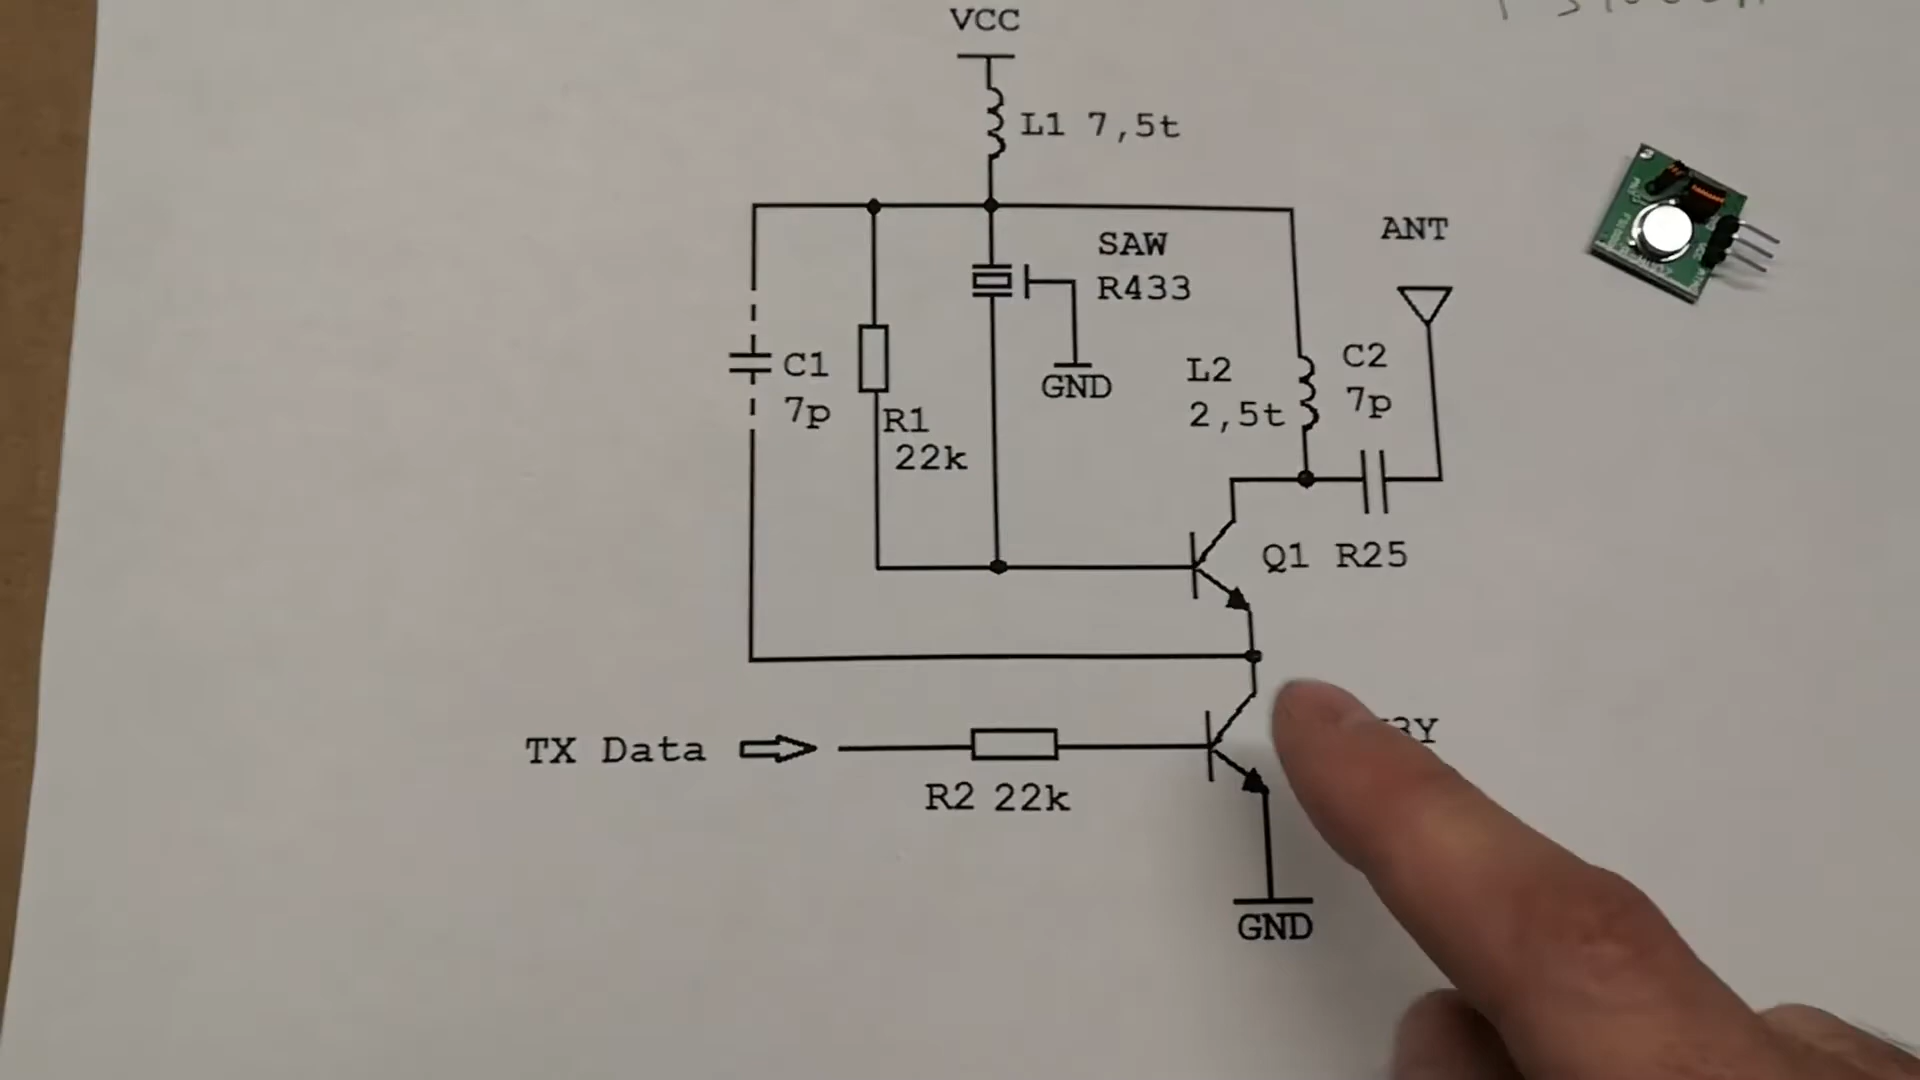 VCC
L1 7,5t
SAW
R433
GND
ANT
C1
7p
R1
22k
L2
2,5t
C2
7p
Q1 R25
TX Data
R2 22k
GND